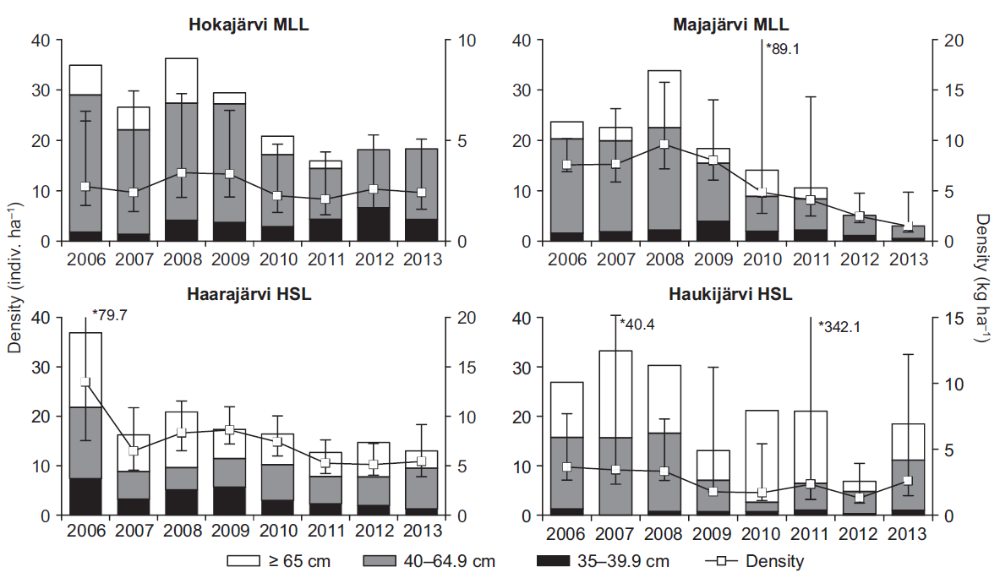 Hokajärvi MLL
Majajärvi MLL
40 30 20 10 0
10 5 0
40 30 20 10 0
20 15 10 5 0
*89.1
2006 2007 2008 2009 2010 2011 2012 2013
2006 2007 2008 2009 2010 2011 2012 2013
Density (indiv. ha⁻¹)
Density (kg ha⁻¹)
Haarajärvi HSL
Haukijärvi HSL
40 30 20 10 0
20 15 10 5 0
*79.7
40 30 20 10 0
15 10 5 0
*40.4
*342.1
2006 2007 2008 2009 2010 2011 2012 2013
2006 2007 2008 2009 2010 2011 2012 2013
≥ 65 cm 40–64.9 cm 35–39.9 cm Density